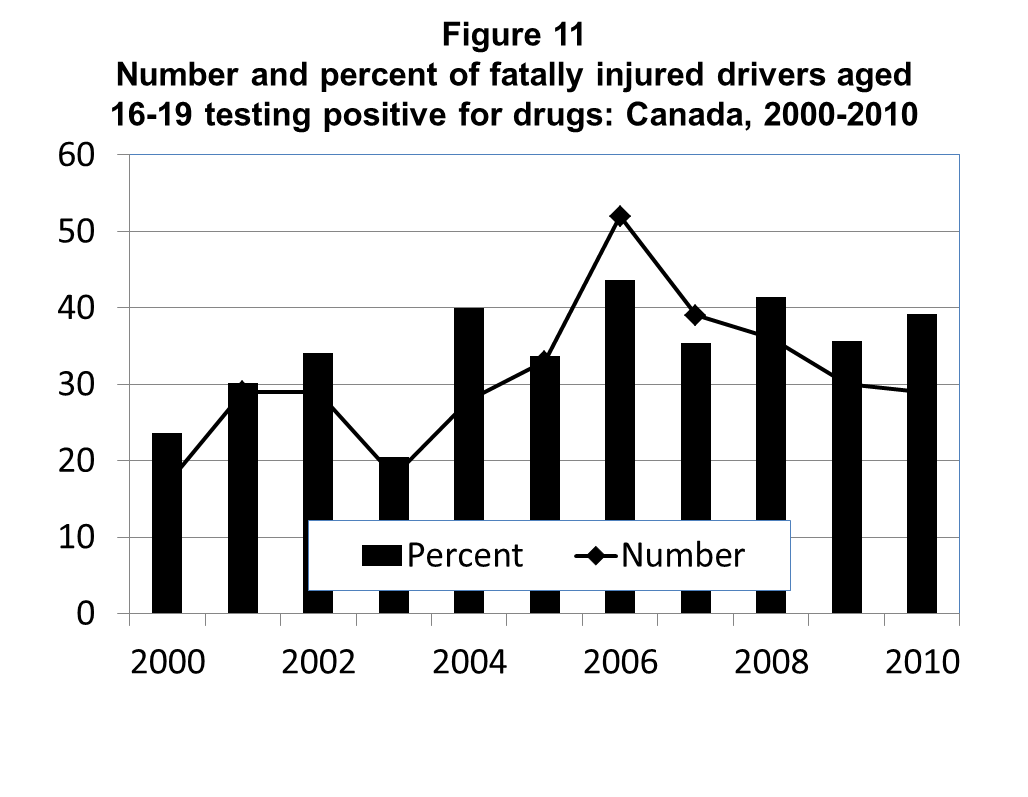 Figure 11
Number and percent of fatally injured drivers aged
16-19 testing positive for drugs: Canada, 2000-2010
60
50
40
30
20
10
0
Percent Number
2000 2002 2004 2006 2008 2010